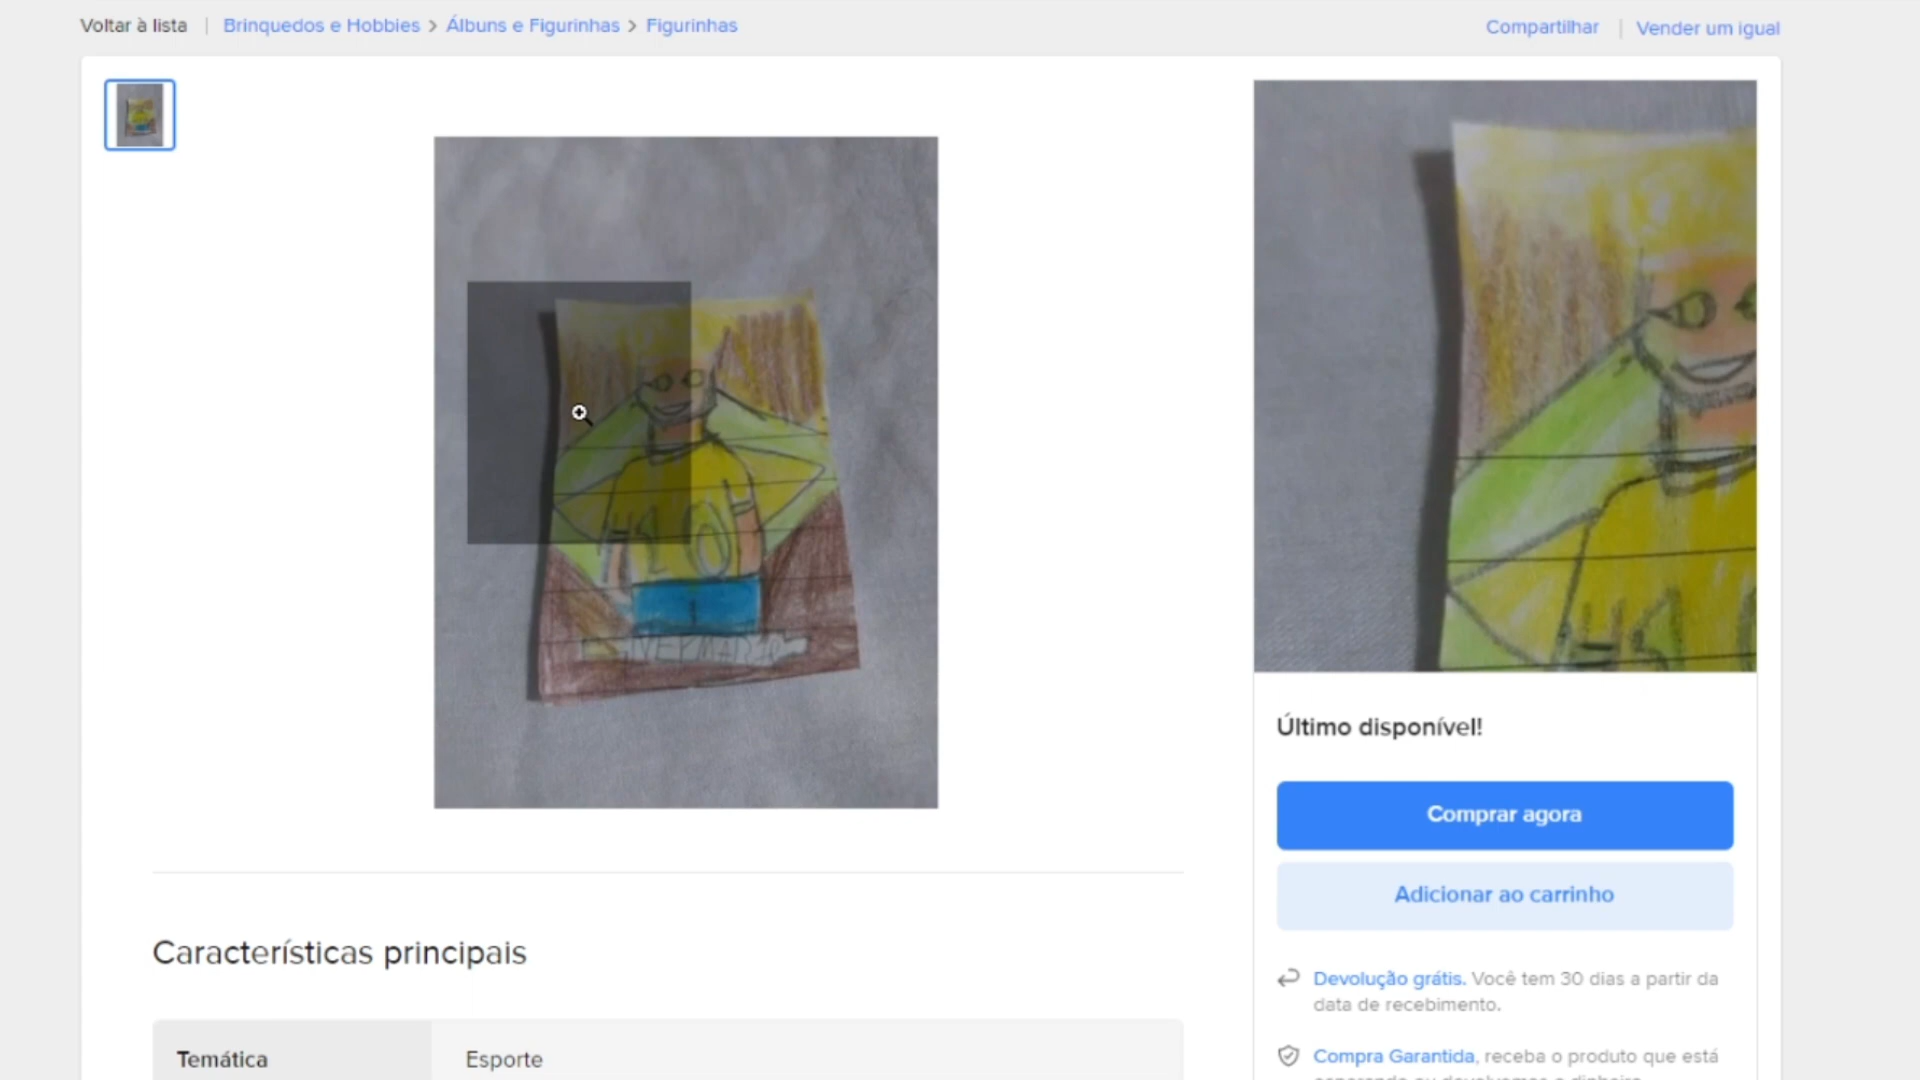 Voltar à lista | Brinquedos e Hobbies > Álbuns e Figurinhas > Figurinhas
Compartilhar | Vender um igual
10
Último disponível!
Comprar agora
Adicionar ao carrinho
Características principais
Devolução grátis. Você tem 30 dias a partir da
data de recebimento.
Temática Esporte
Compra Garantida, receba o produto que está